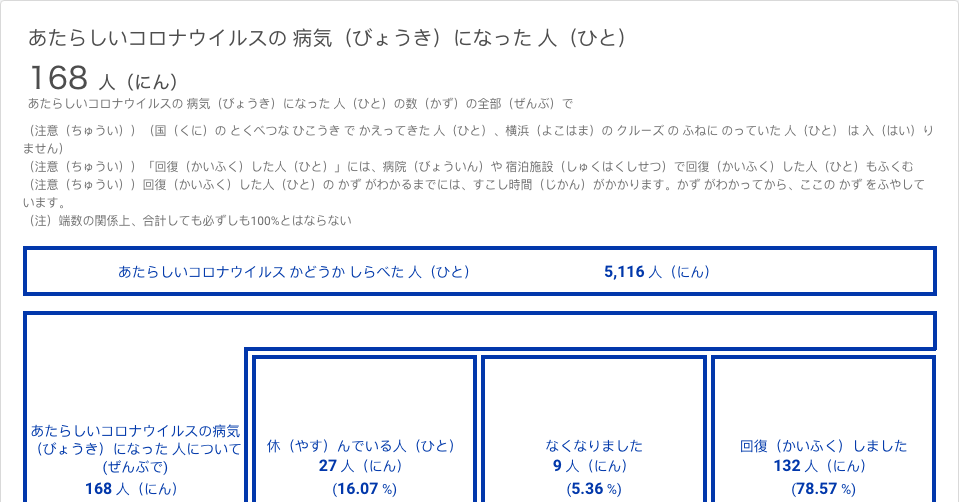 あたらしいコロナウイルスの 病気（びょうき）になった 人（ひと）
168 人（にん）
あたらしいコロナウイルスの 病気（びょうき）になった 人（ひと）の数（かず）の全部（ぜんぶ）で
（注意（ちゅうい））（国（くに）の とくべつな ひこうき で かえってきた 人（ひと）、横浜（よこはま）の クルーズ の ふねに のっていた 人（ひと） は 入（はい）り
ません）
（注意（ちゅうい））「回復（かいふく）した人（ひと）」には、病院（びょういん）や 宿泊施設（しゅくはくしせつ）で回復（かいふく）した人（ひと）もふくむ
（注意（ちゅうい））回復（かいふく）した人（ひと）の かず がわかるまでには、すこし時間（じかん）がかかります。かず がわかってから、ここの かず をふやして
います。
（注）端数の関係上、合計しても必ずしも100%とはならない
あたらしいコロナウイルス かどうか しらべた 人（ひと） 5,116 人（にん）
あたらしいコロナウイルスの病気
（びょうき）になった 人について
(ぜんぶで)
168 人（にん）
休（やす）んでいる人（ひと）
27 人（にん）
(16.07 %)
なくなりました
9 人（にん）
(5.36 %)
回復（かいふく）しました
132 人（にん）
(78.57 %)